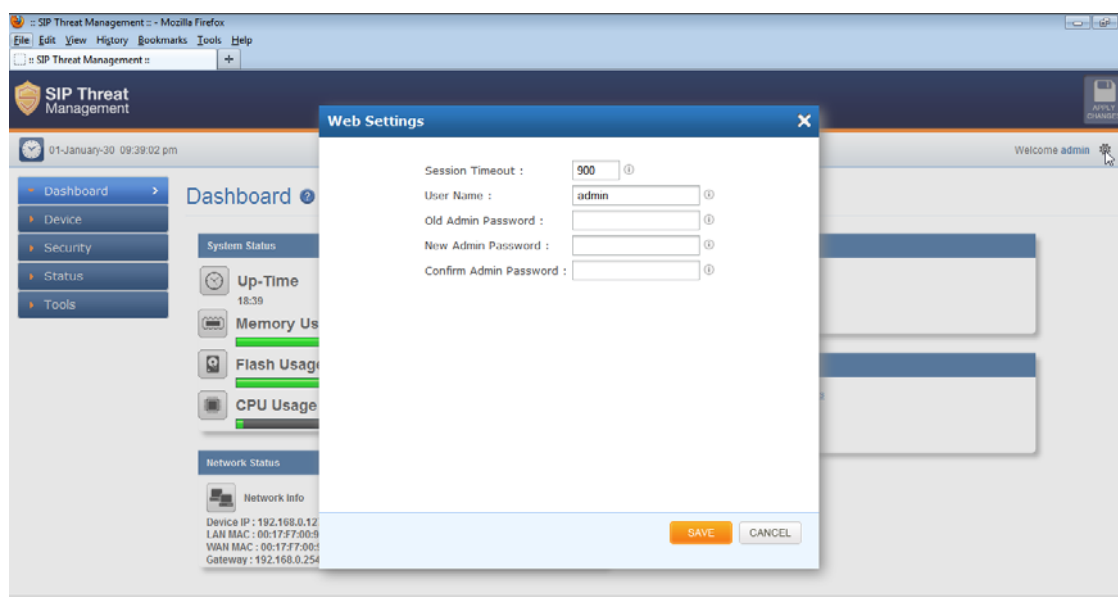 :: SIP Threat Management :: - Mozilla Firefox
File Edit View History Bookmarks Tools Help
:: SIP Threat Management ::
SIP Threat
Management
APPLY
Web Settings
01-January-30 09:39:02 pm
Welcome admin
Session Timeout : 900
User Name : admin
Old Admin Password :
New Admin Password :
Confirm Admin Password :
Dashboard
Device
Security
Status
Tools
Dashboard
System Status
Up-Time
18:39
Memory Us
Flash Usag
CPU Usage
Network Status
Network Info
Device IP : 192.168.0.12
LAN MAC : 00:17:F7:00:9
WAN MAC : 00:17:F7:00:
Gateway : 192.168.0.254
SAVE
CANCEL